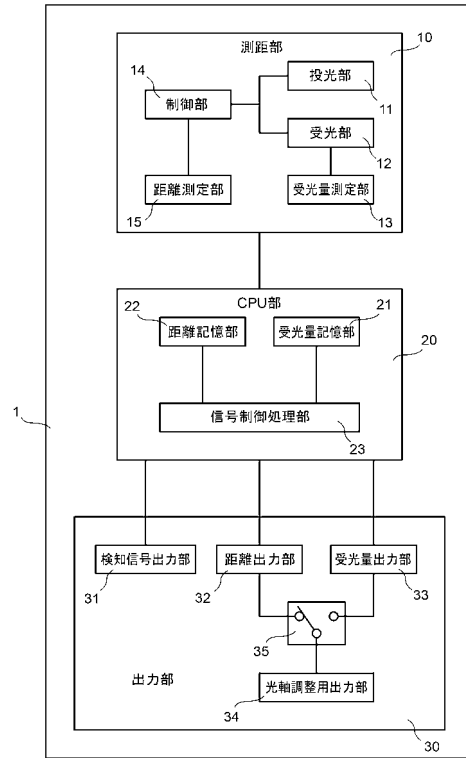 測距部
10
14
制御部
投光部
11
受光部
12
距離測定部
15
受光量測定部
13
CPU部
22
21
距離記憶部
受光量記憶部
20
信号制御処理部
23
1
検知信号出力部
31
距離出力部
32
受光量出力部
33
35
出力部
光軸調整用出力部
34
30